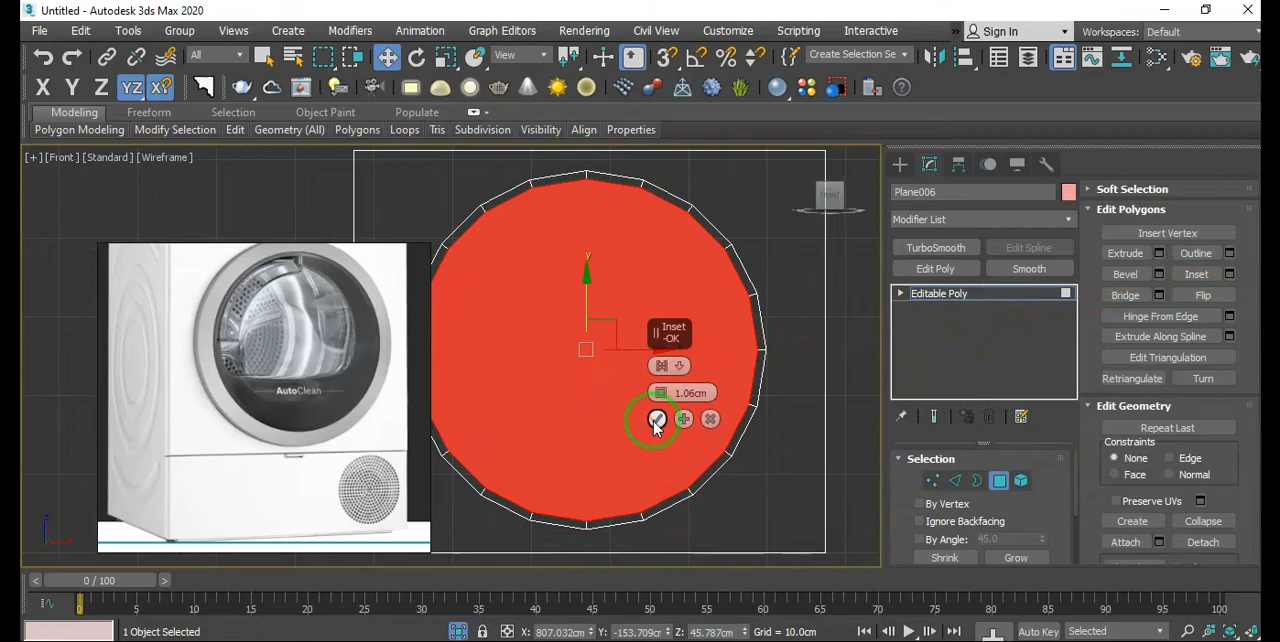 Untitled - Autodesk 3ds Max 2020
File Edit Tools Group Views Create Modifiers Animation Graph Editors Rendering Civil View Customize Scripting Interactive » Sign In Workspaces: Default
All View Create Selection Se
X Y Z YZ X?
Modeling Freeform Selection Object Paint Populate
Polygon Modeling Modify Selection Edit Geometry (All) Polygons Loops Tris Subdivision Visibility Align Properties
[+] [Front] [Standard] [Wireframe]
FRONT
y
Inset
-OK
1.06cm
AutoClean
z
Plane006
Modifier List
TurboSmooth Edit Spline
Edit Poly Smooth
Editable Poly
Selection
By Vertex
Ignore Backfacing
By Angle: 45.0
Shrink Grow
Soft Selection
Edit Polygons
Insert Vertex
Extrude Outline
Bevel Inset
Bridge Flip
Hinge From Edge
Extrude Along Spline
Edit Triangulation
Retriangulate Turn
Edit Geometry
Repeat Last
Constraints
None Edge
Face Normal
Preserve UVs
Create Collapse
Attach Detach
< 0 / 100 >
0 5 10 15 20 25 30 35 40 45 50 55 60 65 70 75 80 85 90 95 100
1 Object Selected X: 807.032cm Y: -153.709cr Z: 45.787cm Grid = 10.0cm Auto Key Selected